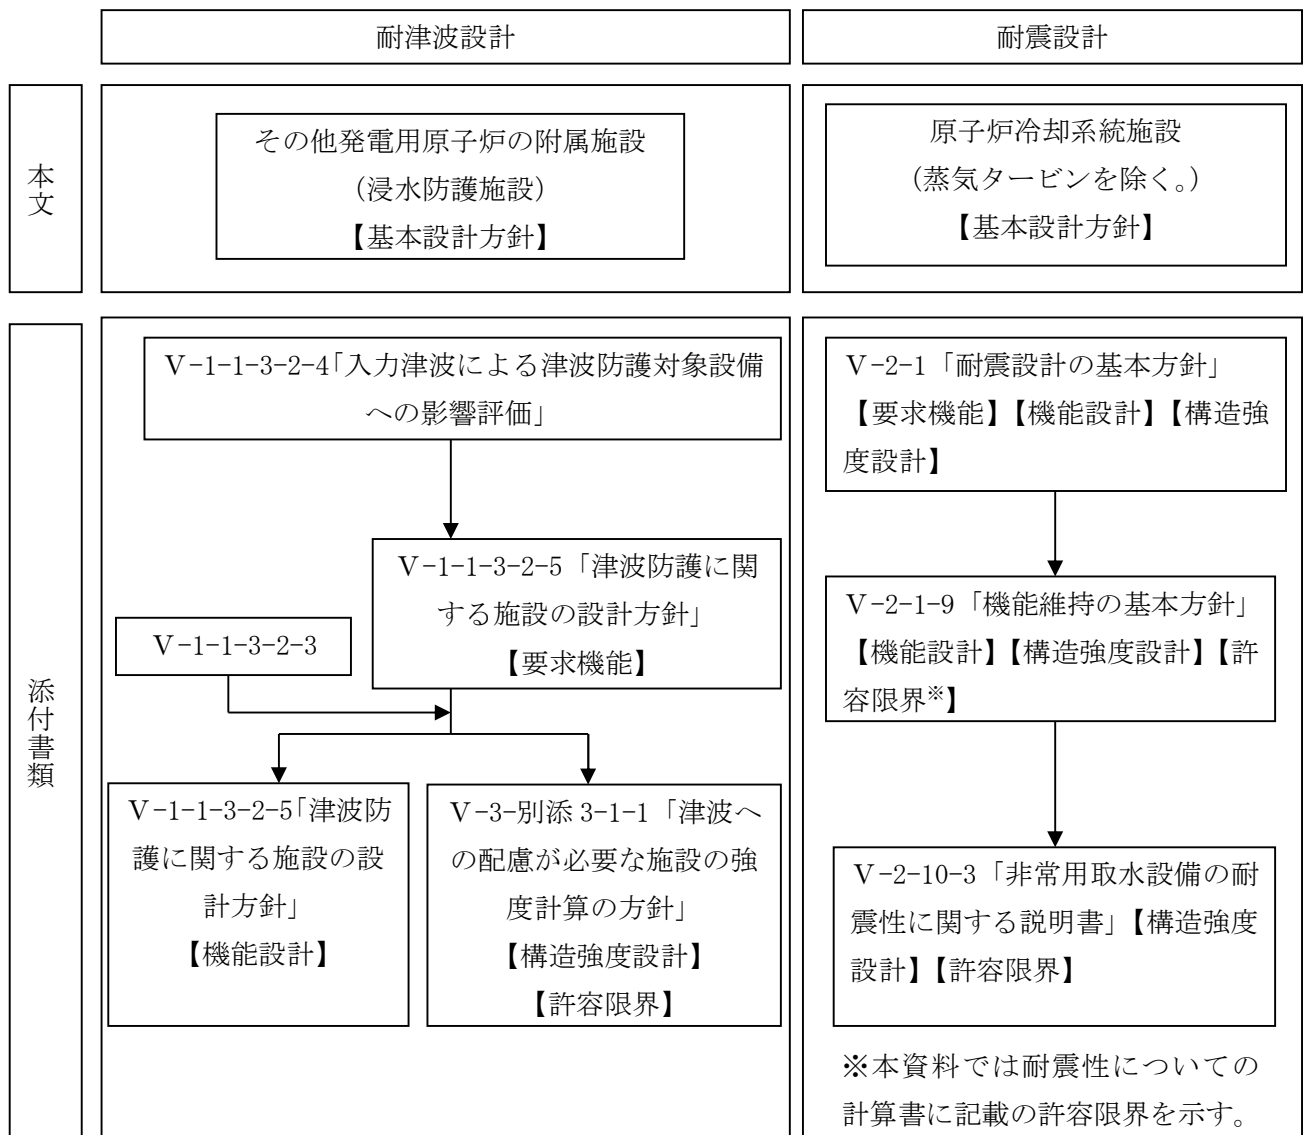 耐津波設計
耐震設計
本文
その他発電用原子炉の附属施設
(浸水防護施設)
【基本設計方針】
原子炉冷却系統施設
(蒸気タービンを除く。)
【基本設計方針】
添付書類
Ⅴ-1-1-3-2-4「入力津波による津波防護対象設備
への影響評価」
Ⅴ-1-1-3-2-5「津波防護に関
する施設の設計方針」
【要求機能】
Ⅴ-1-1-3-2-3
Ⅴ-1-1-3-2-5「津波防
護に関する施設の設
計方針」
【機能設計】
Ⅴ-3-別添 3-1-1「津波へ
の配慮が必要な施設の強
度計算の方針」
【構造強度設計】
【許容限界】
Ⅴ-2-1「耐震設計の基本方針」
【要求機能】【機能設計】【構造強
度設計】
Ⅴ-2-1-9「機能維持の基本方針」
【機能設計】【構造強度設計】【許
容限界※】
Ⅴ-2-10-3「非常用取水設備の耐
震性に関する説明書」【構造強度
設計】【許容限界】
※本資料では耐震性についての
計算書に記載の許容限界を示す。